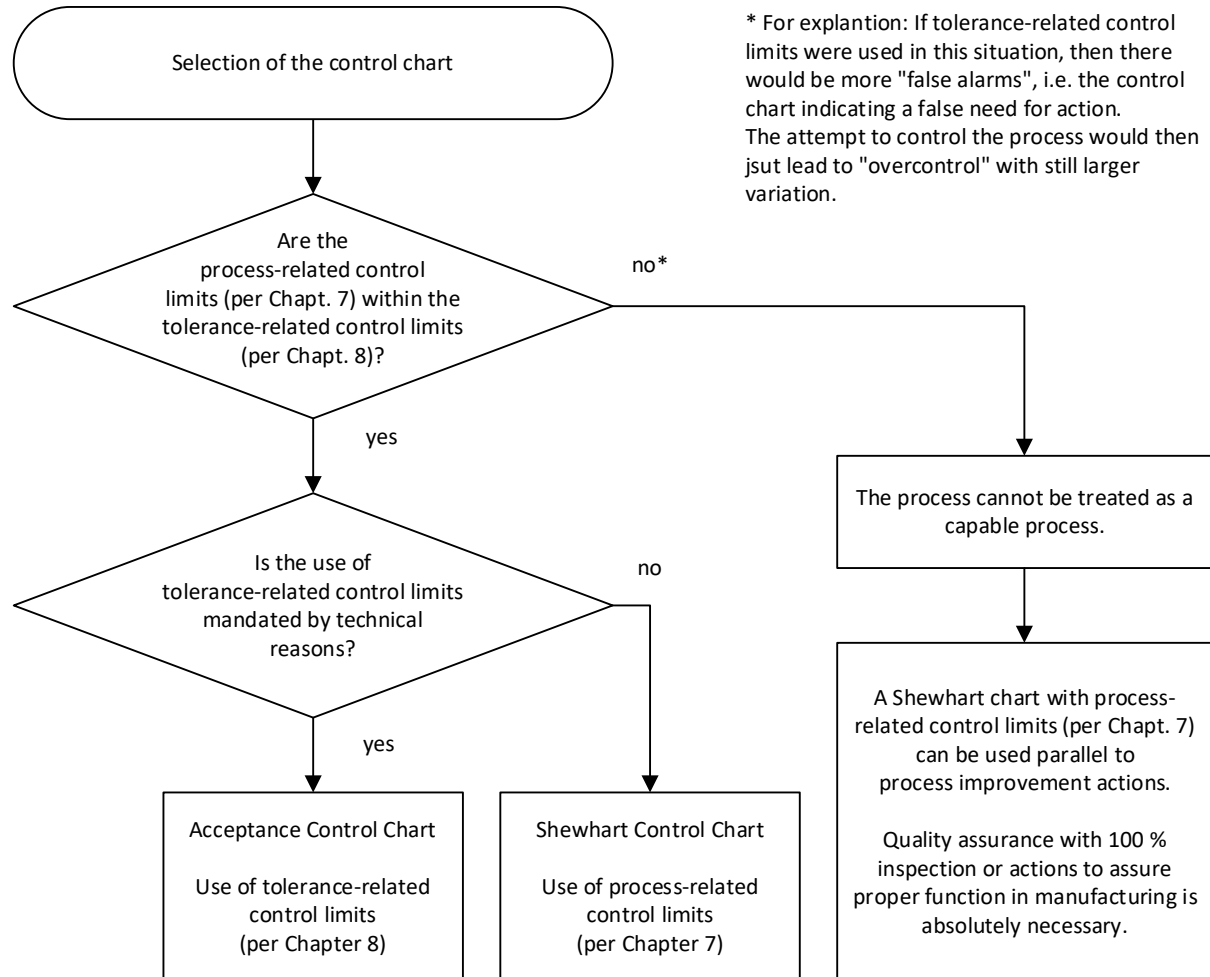 Selection of the control chart
* For explantion: If tolerance-related control
limits were used in this situation, then there
would be more "false alarms", i.e. the control
chart indicating a false need for action.
The attempt to control the process would then
jsut lead to "overcontrol" with still larger
variation.
Are the
process-related control
limits (per Chapt. 7) within the
tolerance-related control limits
(per Chapt. 8)?
no*
yes
The process cannot be treated as a
capable process.
Is the use of
tolerance-related control limits
mandated by technical
reasons?
no
yes
Acceptance Control Chart
Use of tolerance-related
control limits
(per Chapter 8)
Shewhart Control Chart
Use of process-related
control limits
(per Chapter 7)
A Shewhart chart with process-
related control limits (per Chapt. 7)
can be used parallel to
process improvement actions.
Quality assurance with 100 %
inspection or actions to assure
proper function in manufacturing is
absolutely necessary.